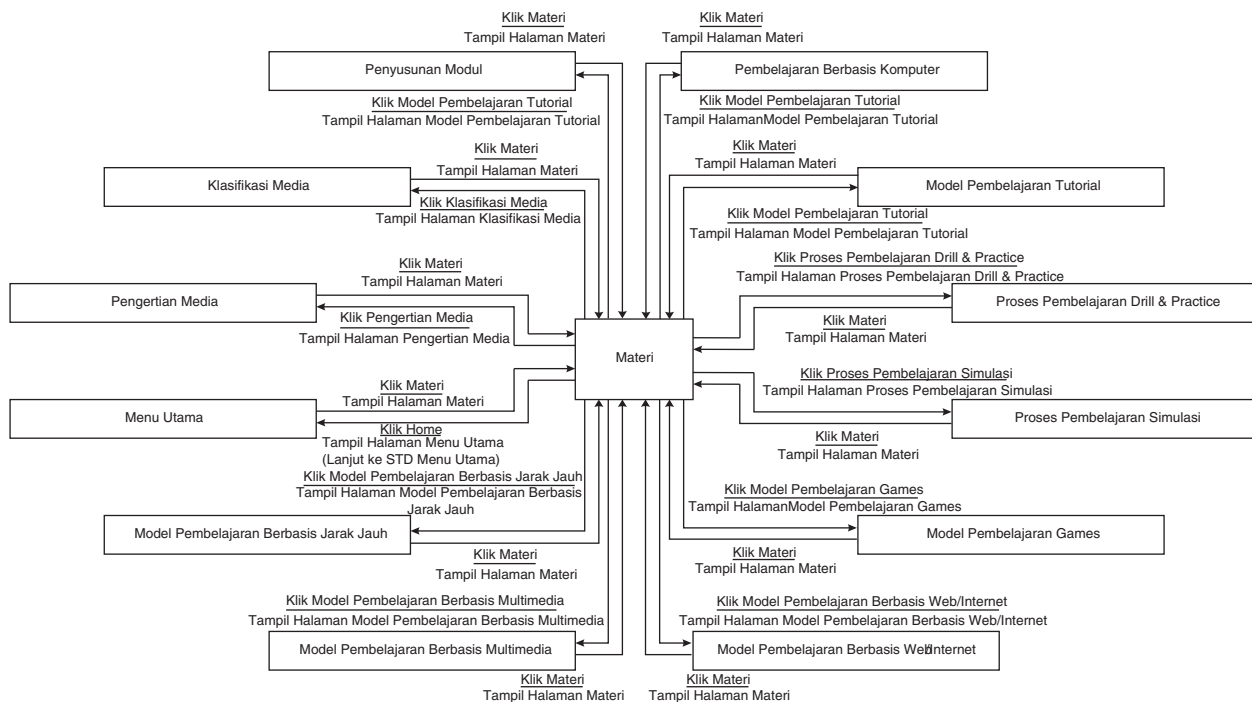 Klik Materi
Tampil Halaman Materi
Klik Materi
Tampil Halaman Materi
Penyusunan Modul
Pembelajaran Berbasis Komputer
Klik Model Pembelajaran Tutorial
Tampil Halaman Model Pembelajaran Tutorial
Klik Model Pembelajaran Tutorial
Tampil HalamanModel Pembelajaran Tutorial
Klik Materi
Tampil Halaman Materi
Klik Materi
Tampil Halaman Materi
Klasifikasi Media
Model Pembelajaran Tutorial
Klik Klasifikasi Media
Tampil Halaman Klasifikasi Media
Klik Model Pembelajaran Tutorial
Tampil Halaman Model Pembelajaran Tutorial
Klik Materi
Tampil Halaman Materi
Klik Proses Pembelajaran Drill & Practice
Tampil Halaman Proses Pembelajaran Drill & Practice
Pengertian Media
Proses Pembelajaran Drill & Practice
Klik Pengertian Media
Tampil Halaman Pengertian Media
Klik Materi
Tampil Halaman Materi
Materi
Klik Materi
Tampil Halaman Materi
Klik Proses Pembelajaran Simulasi
Tampil Halaman Proses Pembelajaran Simulasi
Menu Utama
Proses Pembelajaran Simulasi
Klik Home
Tampil Halaman Menu Utama
(Lanjut ke STD Menu Utama)
Klik Materi
Tampil Halaman Materi
Klik Model Pembelajaran Berbasis Jarak Jauh
Tampil Halaman Model Pembelajaran Berbasis
Jarak Jauh
Klik Model Pembelajaran Games
Tampil HalamanModel Pembelajaran Games
Model Pembelajaran Berbasis Jarak Jauh
Model Pembelajaran Games
Klik Materi
Tampil Halaman Materi
Klik Materi
Tampil Halaman Materi
Klik Model Pembelajaran Berbasis Multimedia
Tampil Halaman Model Pembelajaran Berbasis Multimedia
Klik Model Pembelajaran Berbasis Web/Internet
Tampil Halaman Model Pembelajaran Berbasis Web/Internet
Model Pembelajaran Berbasis Multimedia
Model Pembelajaran Berbasis Web/Internet
Klik Materi
Tampil Halaman Materi
Klik Materi
Tampil Halaman Materi